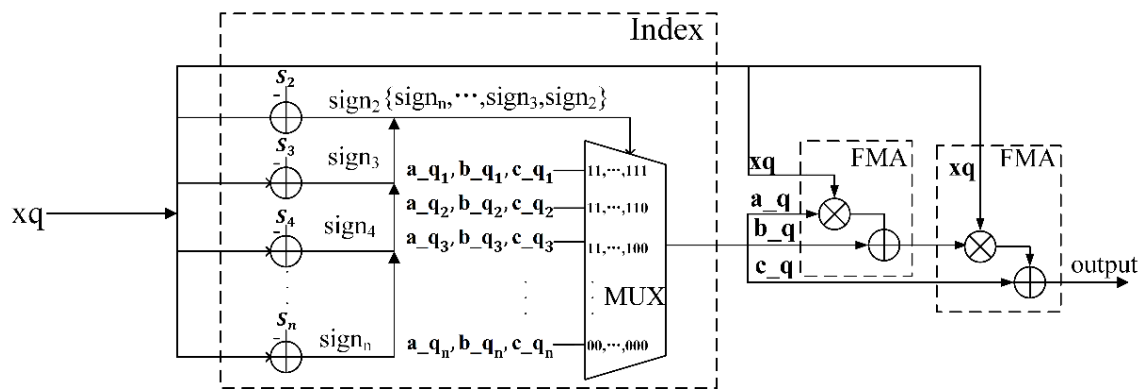 Index
S₂
-
sign₂{signₙ,⋯,sign₃,sign₂}
S₃
-
sign₃
FMA
FMA
a_q₁, b_q₁, c_q₁
11,⋯,111
xq
xq
a_q₂, b_q₂, c_q₂
11,⋯,110
a_q
xq
S₄
-
sign₄
a_q₃, b_q₃, c_q₃
11,⋯,100
b_q
c_q
output
MUX
Sₙ
-
signₙ
a_qₙ, b_qₙ, c_qₙ
00,⋯,000